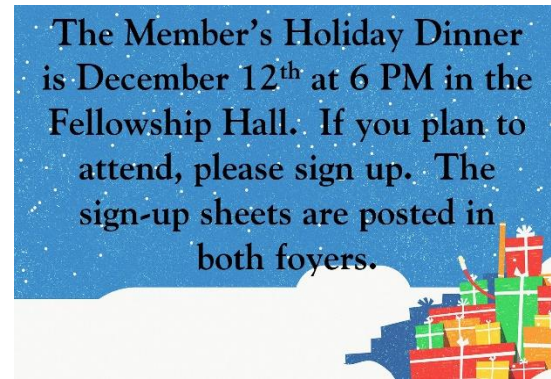 The Member's Holiday Dinner
is December 12th at 6 PM in the
Fellowship Hall.  If you plan to
attend, please sign up.  The
sign-up sheets are posted in
both foyers.